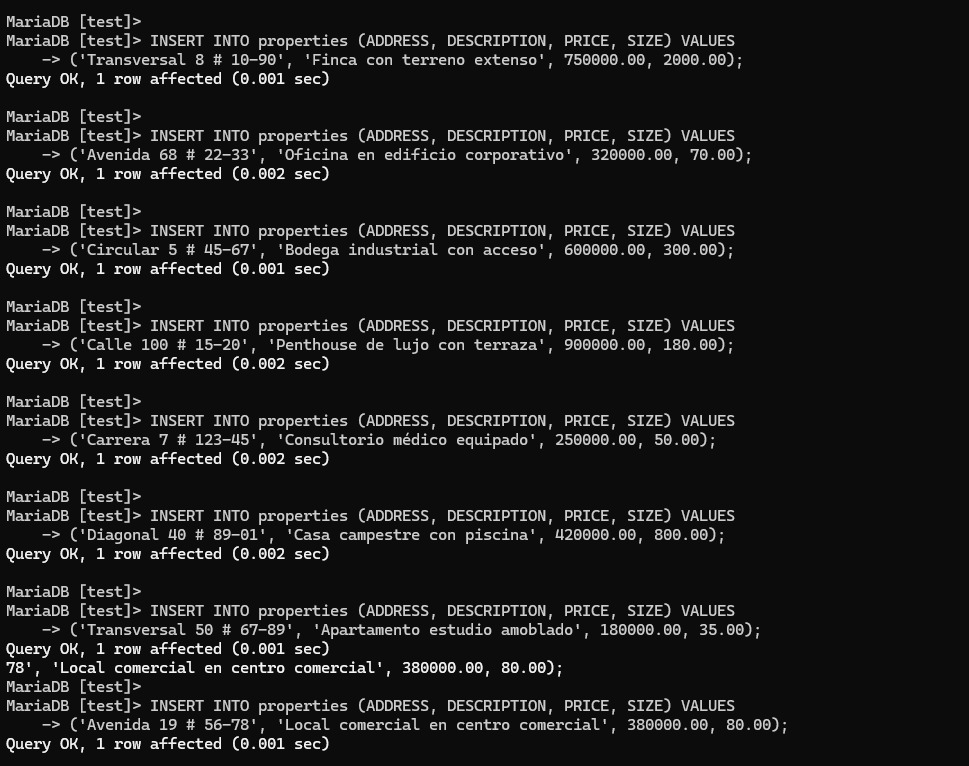 MariaDB [test]>
MariaDB [test]> INSERT INTO properties (ADDRESS, DESCRIPTION, PRICE, SIZE) VALUES
    -> ('Transversal 8 # 10-90', 'Finca con terreno extenso', 750000.00, 2000.00);
Query OK, 1 row affected (0.001 sec)

MariaDB [test]>
MariaDB [test]> INSERT INTO properties (ADDRESS, DESCRIPTION, PRICE, SIZE) VALUES
    -> ('Avenida 68 # 22-33', 'Oficina en edificio corporativo', 320000.00, 70.00);
Query OK, 1 row affected (0.002 sec)

MariaDB [test]>
MariaDB [test]> INSERT INTO properties (ADDRESS, DESCRIPTION, PRICE, SIZE) VALUES
    -> ('Circular 5 # 45-67', 'Bodega industrial con acceso', 600000.00, 300.00);
Query OK, 1 row affected (0.001 sec)

MariaDB [test]>
MariaDB [test]> INSERT INTO properties (ADDRESS, DESCRIPTION, PRICE, SIZE) VALUES
    -> ('Calle 100 # 15-20', 'Penthouse de lujo con terraza', 900000.00, 180.00);
Query OK, 1 row affected (0.002 sec)

MariaDB [test]>
MariaDB [test]> INSERT INTO properties (ADDRESS, DESCRIPTION, PRICE, SIZE) VALUES
    -> ('Carrera 7 # 123-45', 'Consultorio médico equipado', 250000.00, 50.00);
Query OK, 1 row affected (0.002 sec)

MariaDB [test]>
MariaDB [test]> INSERT INTO properties (ADDRESS, DESCRIPTION, PRICE, SIZE) VALUES
    -> ('Diagonal 40 # 89-01', 'Casa campestre con piscina', 420000.00, 800.00);
Query OK, 1 row affected (0.002 sec)

MariaDB [test]>
MariaDB [test]> INSERT INTO properties (ADDRESS, DESCRIPTION, PRICE, SIZE) VALUES
    -> ('Transversal 50 # 67-89', 'Apartamento estudio amoblado', 180000.00, 35.00);
Query OK, 1 row affected (0.001 sec)
78', 'Local comercial en centro comercial', 380000.00, 80.00);
MariaDB [test]>
MariaDB [test]> INSERT INTO properties (ADDRESS, DESCRIPTION, PRICE, SIZE) VALUES
    -> ('Avenida 19 # 56-78', 'Local comercial en centro comercial', 380000.00, 80.00);
Query OK, 1 row affected (0.001 sec)